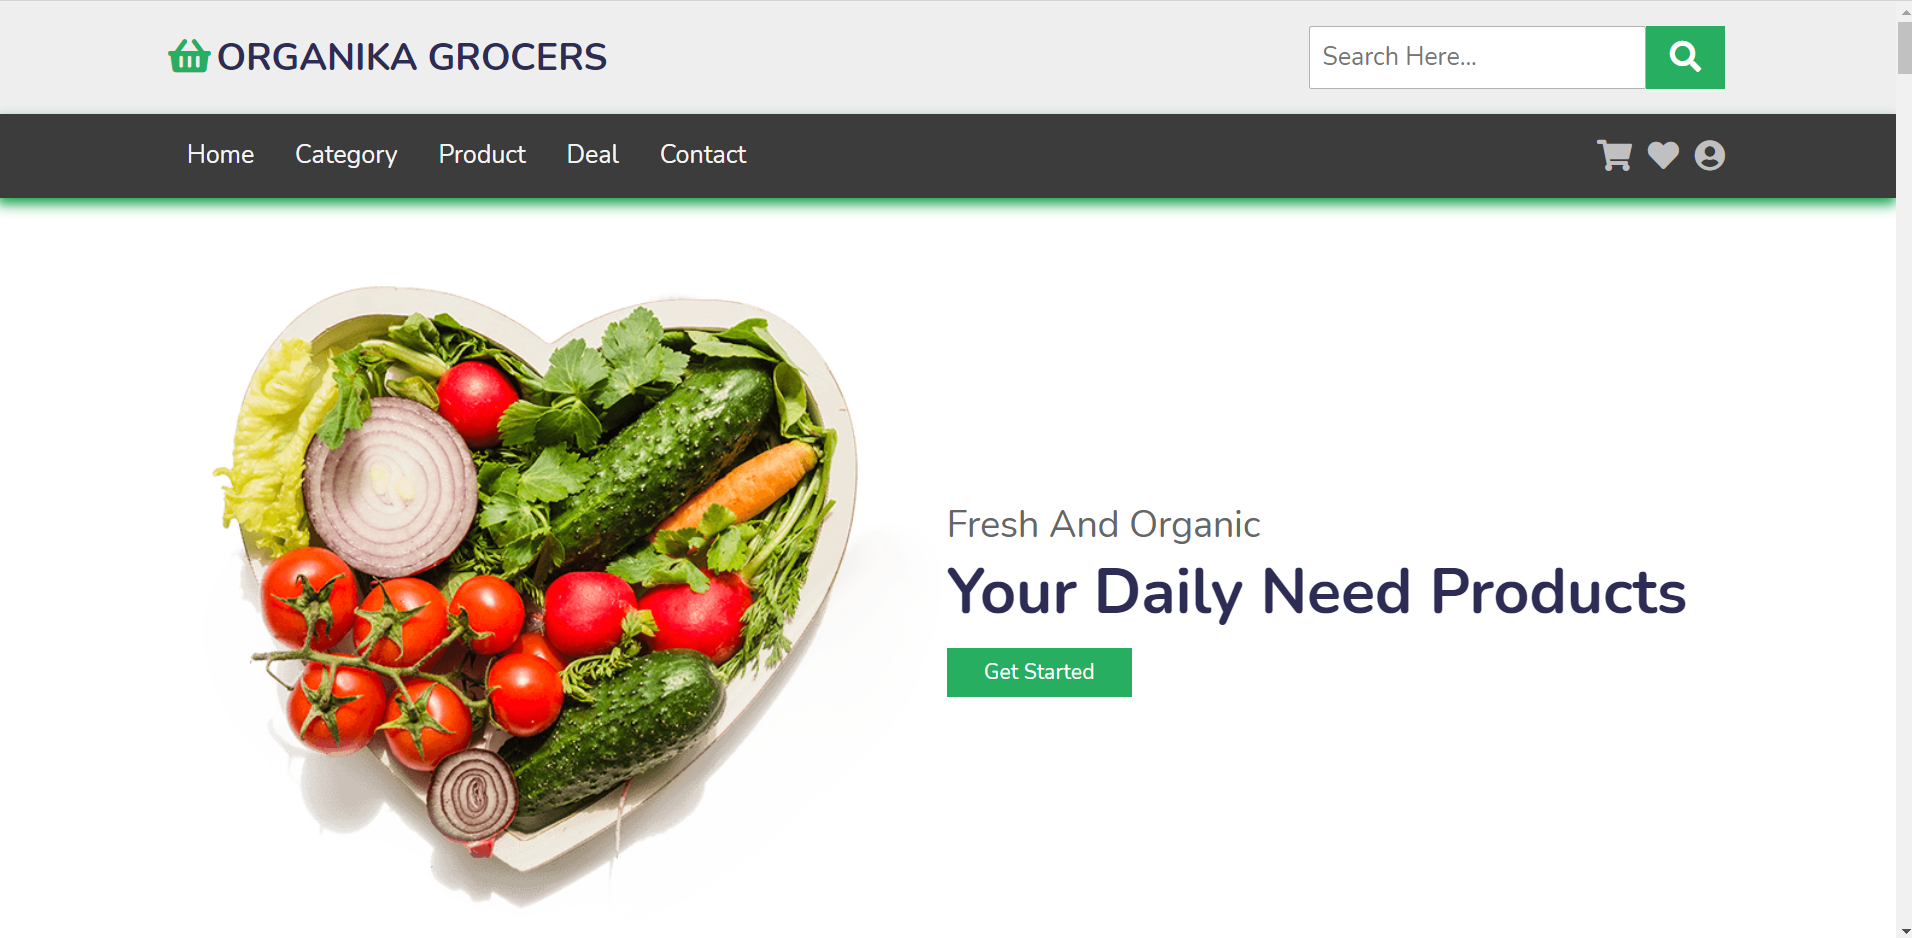 ORGANIKA GROCERS
Search Here...
Home Category Product Deal Contact
Fresh And Organic
Your Daily Need Products
Get Started